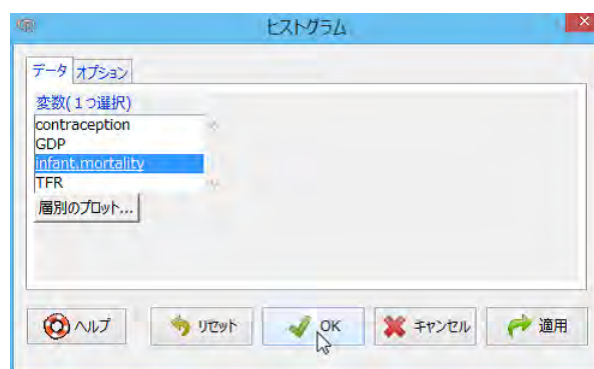 ヒストグラム
データ オプション
変数(１つ選択)
contraception
GDP
infant.mortality
TFR
層別のプロット...
ヘルプ リセット OK キャンセル 適用